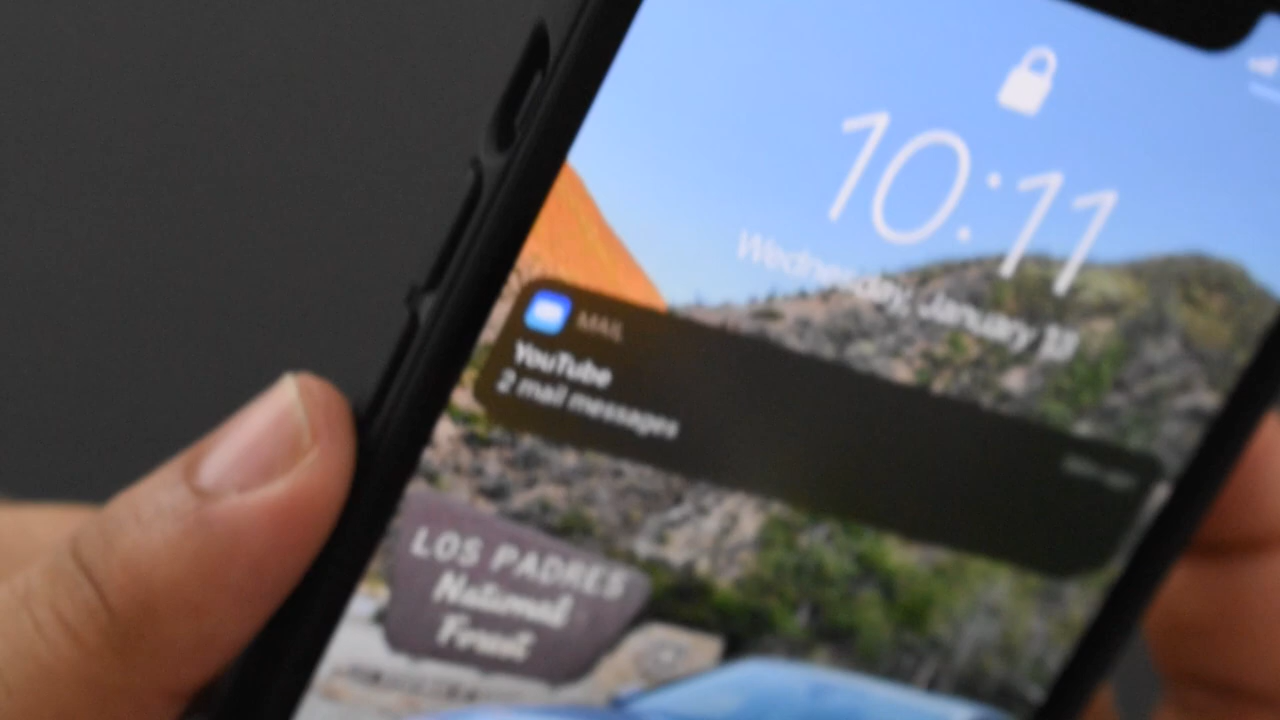 10:11
Wednesday, January
MAIL
YouTube
2 mail messages
LOS PADRES
National
Forest